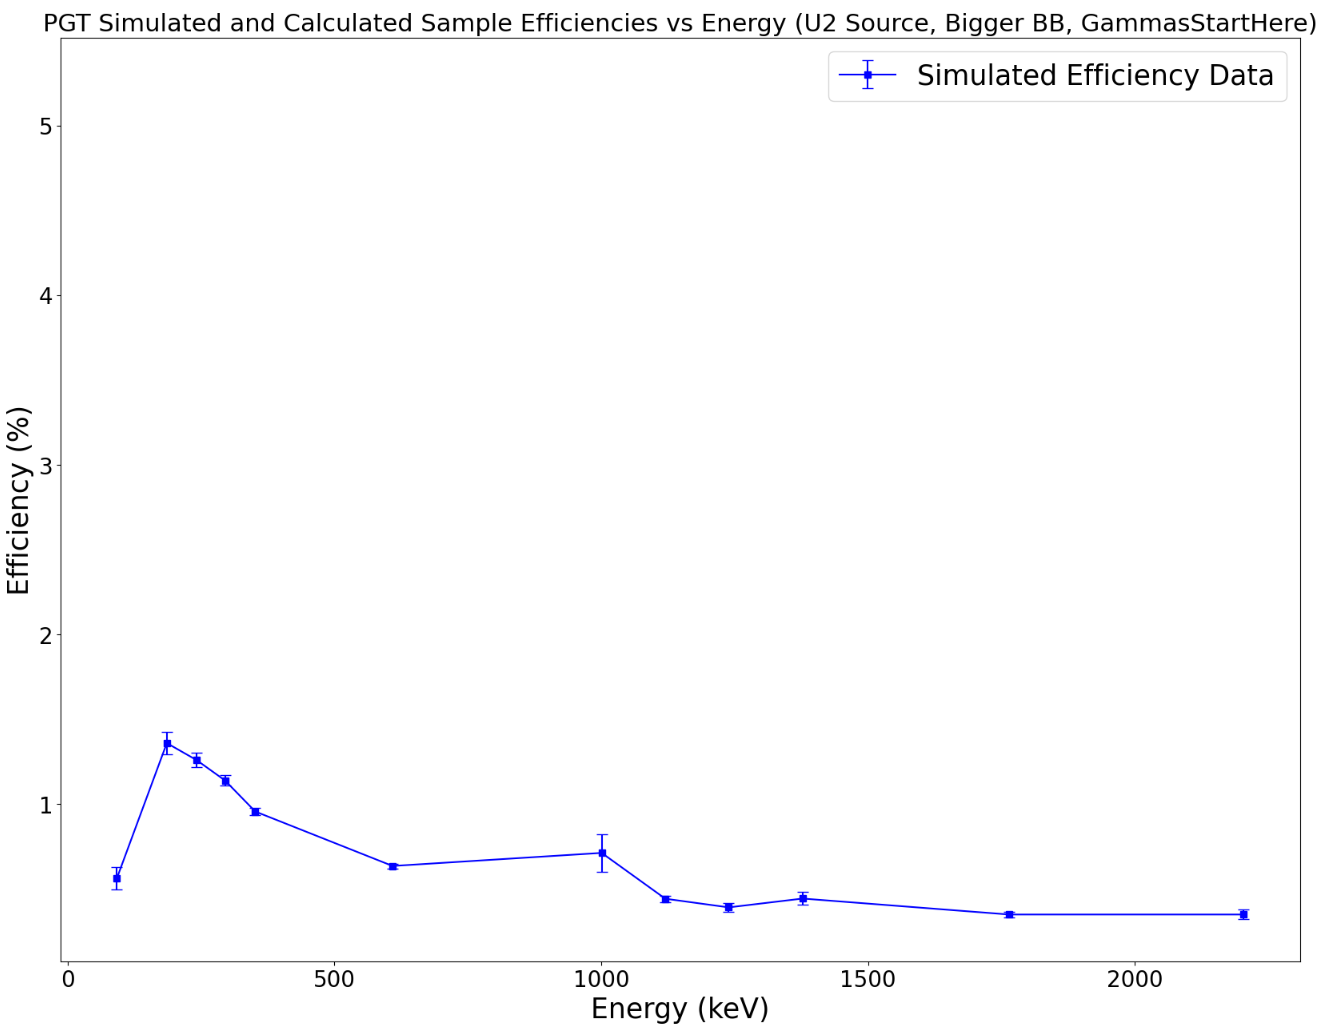 PGT Simulated and Calculated Sample Efficiencies vs Energy (U2 Source, Bigger BB, GammasStartHere)
Simulated Efficiency Data
5
4
3
2
1
Efficiency (%)
0
500
1000
1500
2000
Energy (keV)